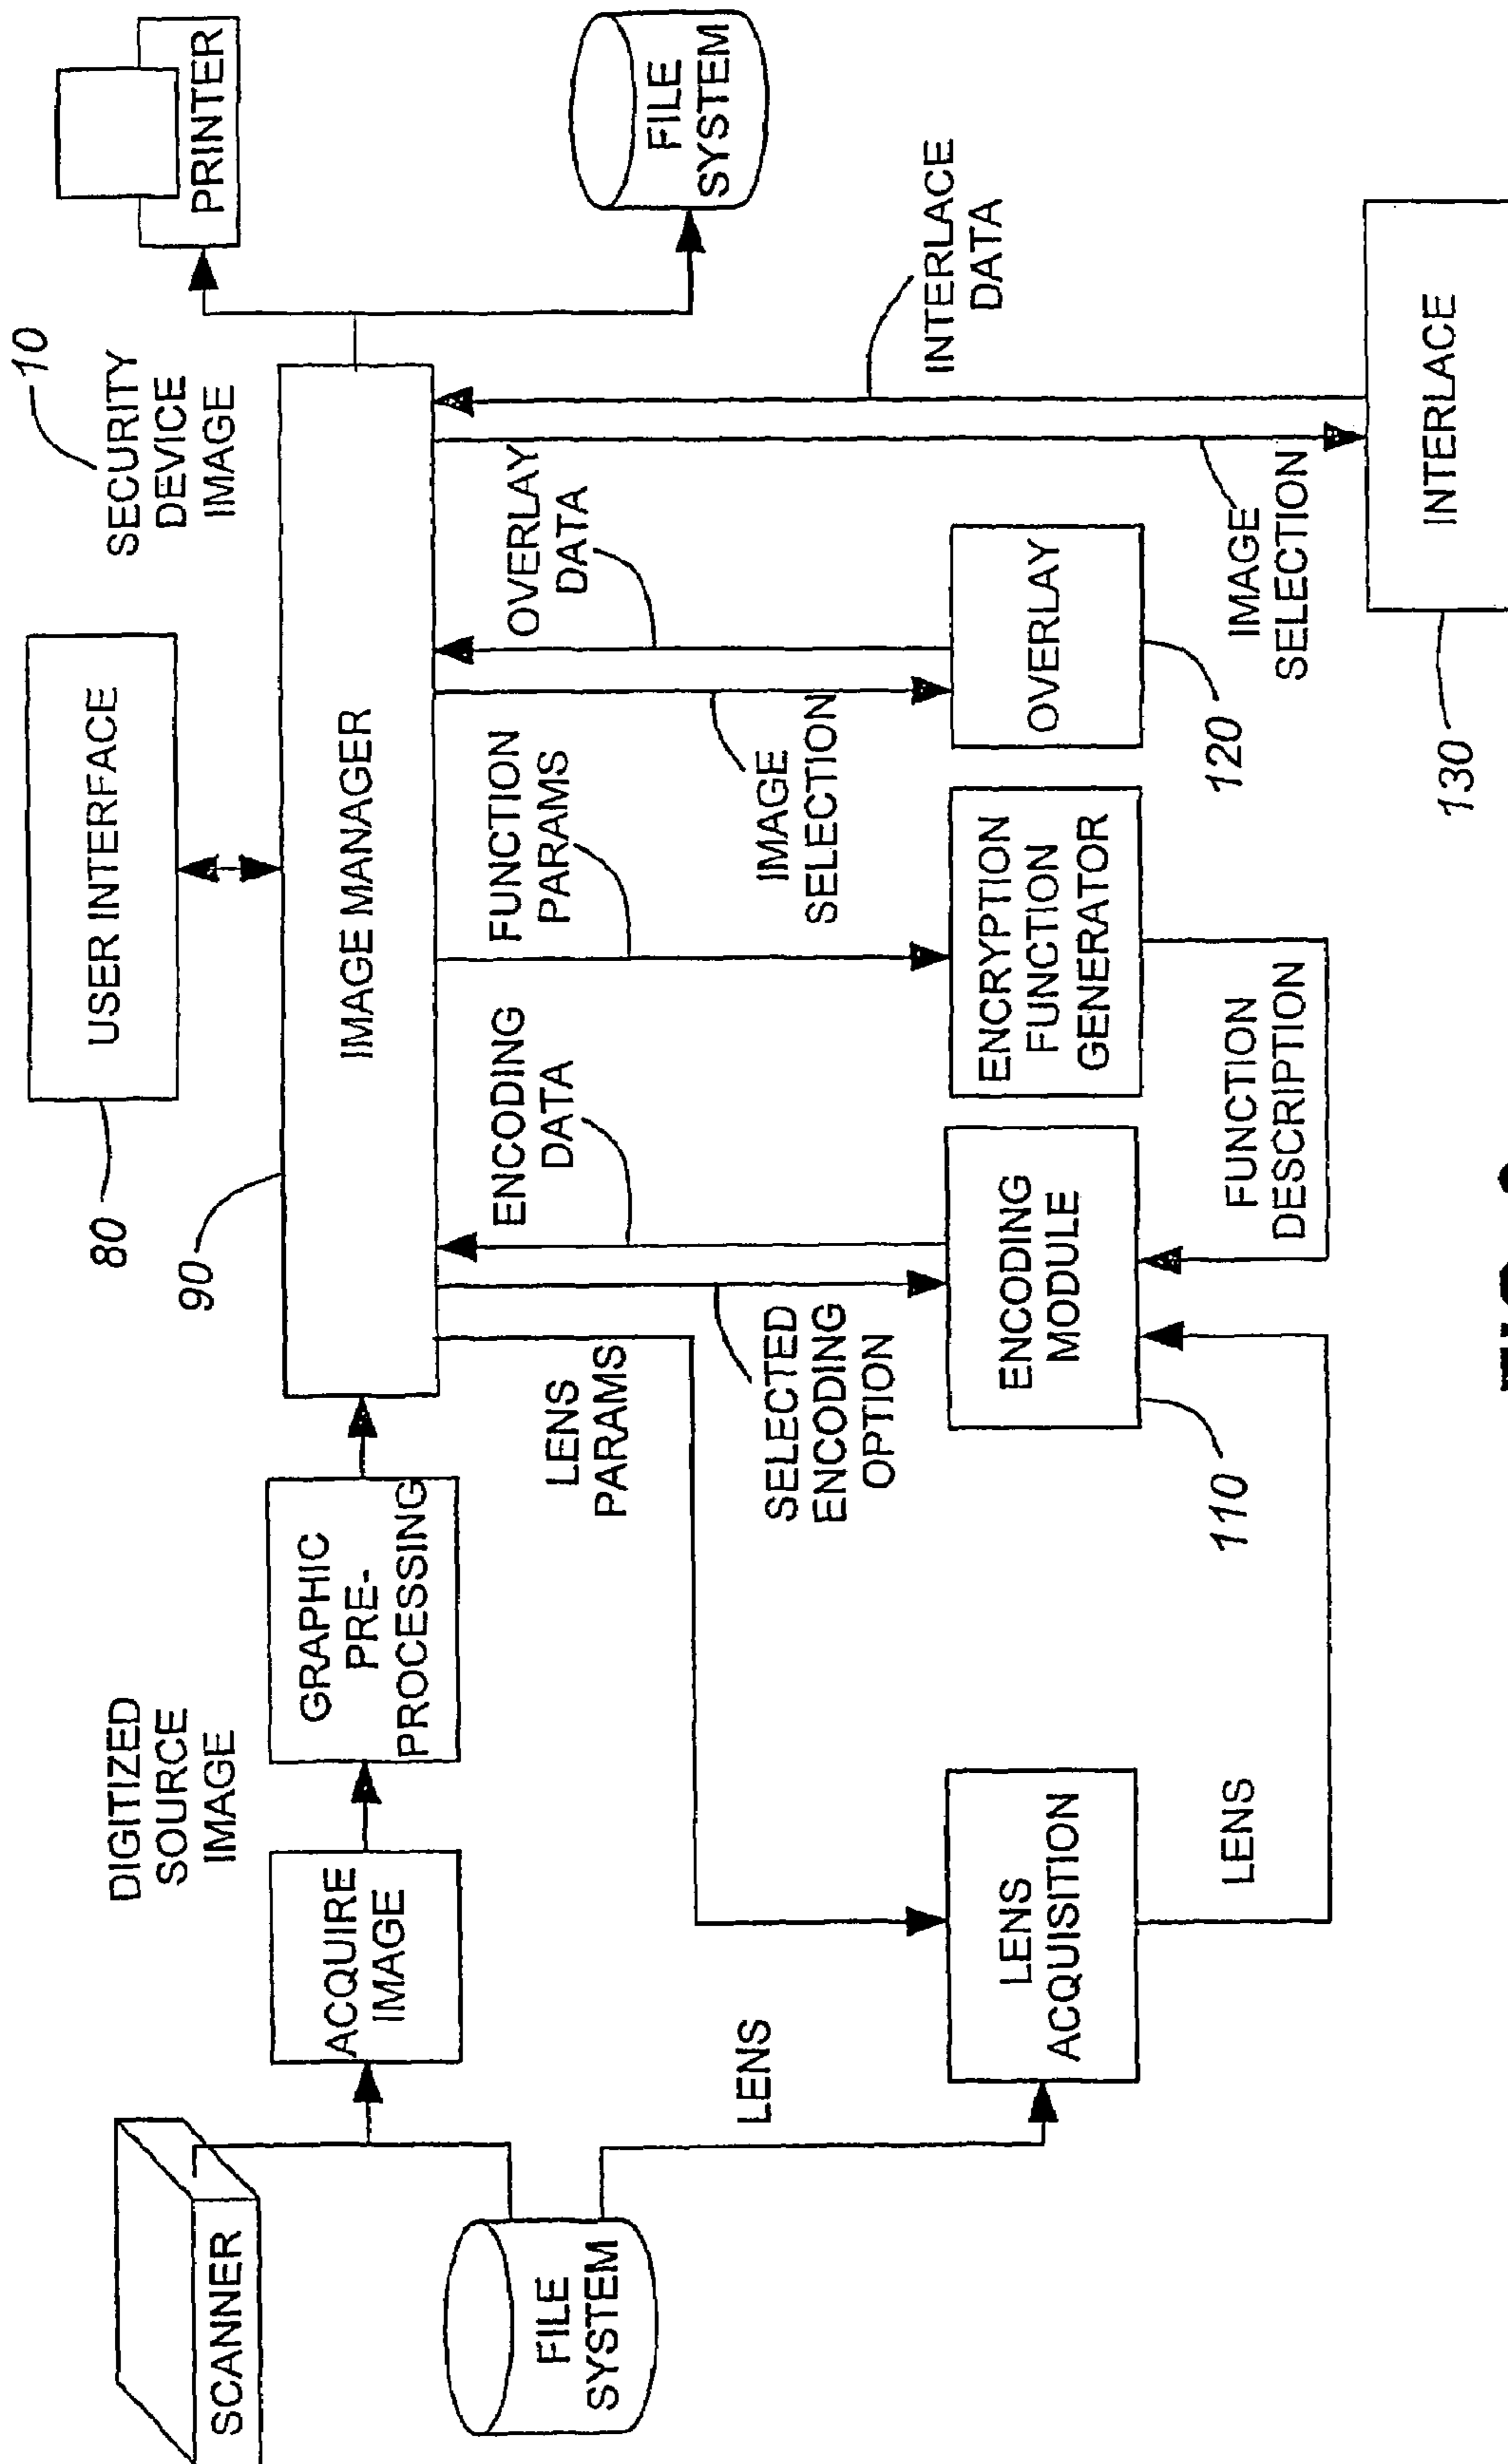 10
SECURITY
DEVICE
IMAGE
PRINTER
FILE
SYSTEM
USER INTERFACE
80
90
IMAGE MANAGER
DIGITIZED
SOURCE
IMAGE
SCANNER
FILE
SYSTEM
ACQUIRE
IMAGE
GRAPHIC
PRE-
PROCESSING
LENS
LENS
PARAMS
SELECTED
ENCODING
OPTION
ENCODING
DATA
FUNCTION
PARAMS
IMAGE
SELECTION
OVERLAY
DATA
INTERLACE
DATA
LENS
ACQUISITION
LENS
ENCODING
MODULE
110
ENCRYPTION
FUNCTION
GENERATOR
FUNCTION
DESCRIPTION
OVERLAY
120
IMAGE
SELECTION
INTERLACE
130